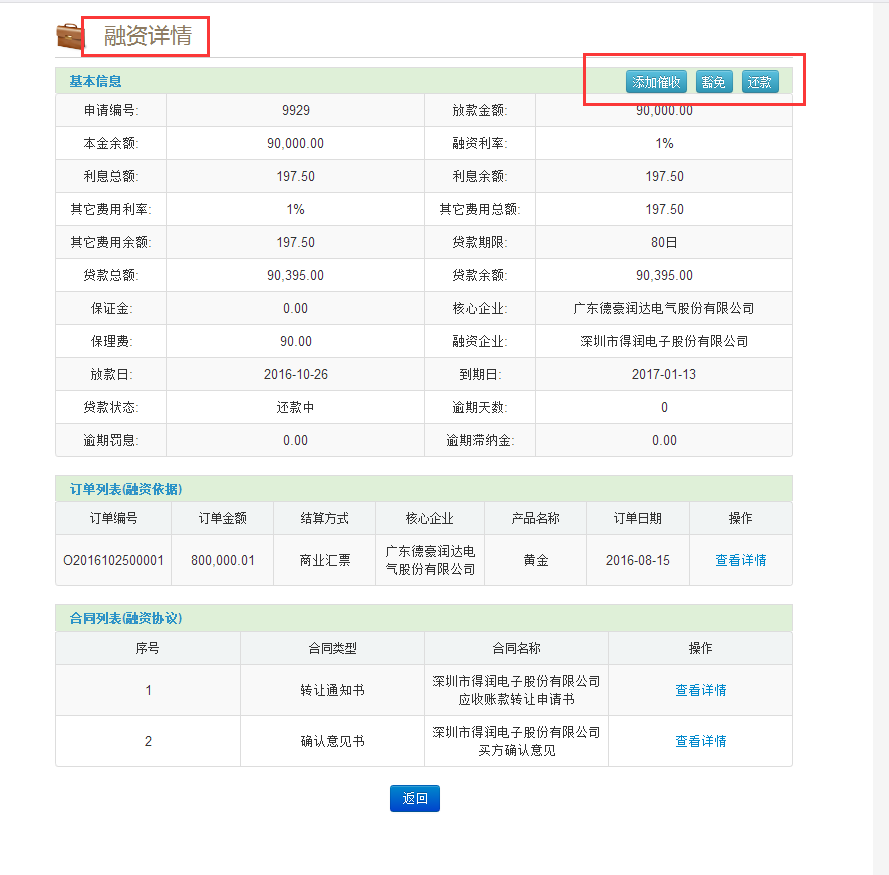 融资详情
基本信息 添加催收 豁免 还款
申请编号: 9929 放款金额: 90,000.00
本金余额: 90,000.00 融资利率: 1%
利息总额: 197.50 利息余额: 197.50
其它费用利率: 1% 其它费用总额: 197.50
其它费用余额: 197.50 贷款期限: 80日
贷款总额: 90,395.00 贷款余额: 90,395.00
保证金: 0.00 核心企业: 广东德豪润达电气股份有限公司
保理费: 90.00 融资企业: 深圳市得润电子股份有限公司
放款日: 2016-10-26 到期日: 2017-01-13
贷款状态: 还款中 逾期天数: 0
逾期罚息: 0.00 逾期滞纳金: 0.00
订单列表(融资依据)
订单编号 订单金额 结算方式 核心企业 产品名称 订单日期 操作
O2016102500001 800,000.01 商业汇票 广东德豪润达电 黄金 2016-08-15 查看详情
气股份有限公司
合同列表(融资协议)
序号 合同类型 合同名称 操作
1 转让通知书 深圳市得润电子股份有限公司 查看详情
应收账款转让申请书
2 确认意见书 深圳市得润电子股份有限公司 查看详情
买方确认意见
返回